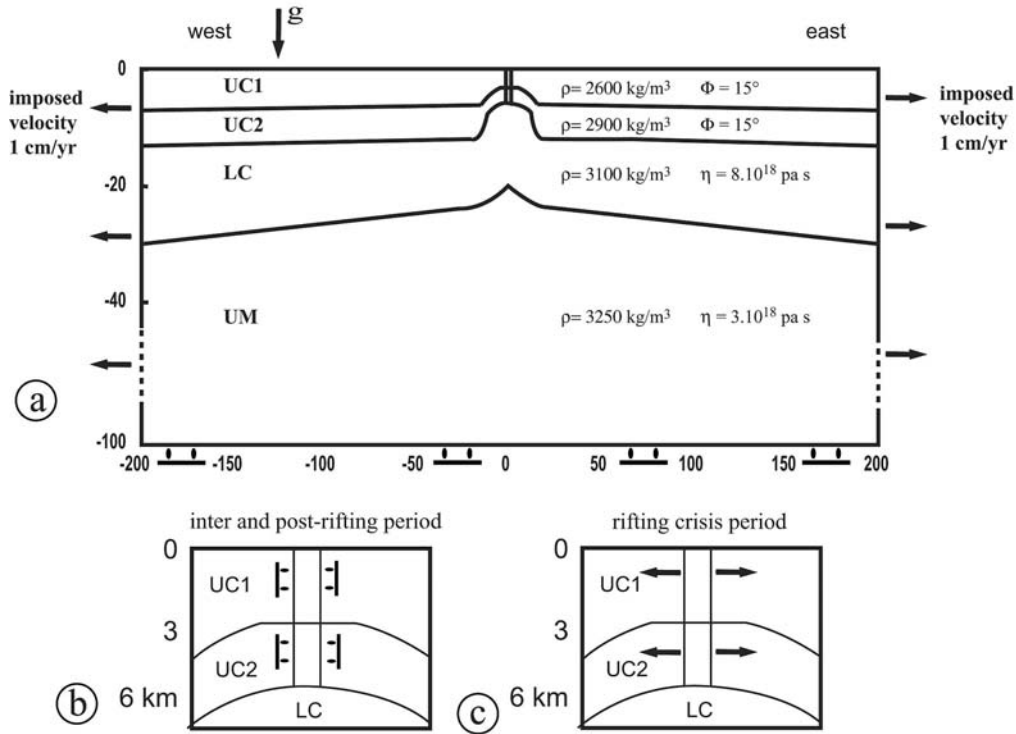 g
west
east
0
UC1
ρ= 2600 kg/m³ Φ = 15°
imposed
velocity
1 cm/yr
imposed
velocity
1 cm/yr
UC2
ρ= 2900 kg/m³ Φ = 15°
LC
ρ= 3100 kg/m³ η = 8.10¹⁸ pa s
-20
-40
UM
ρ= 3250 kg/m³ η = 3.10¹⁸ pa s
a
-100
-200 -150 -100 -50 0 50 100 150 200
inter and post-rifting period
0
UC1
3
UC2
6 km
LC
b
rifting crisis period
0
UC1
3
UC2
6 km
LC
c